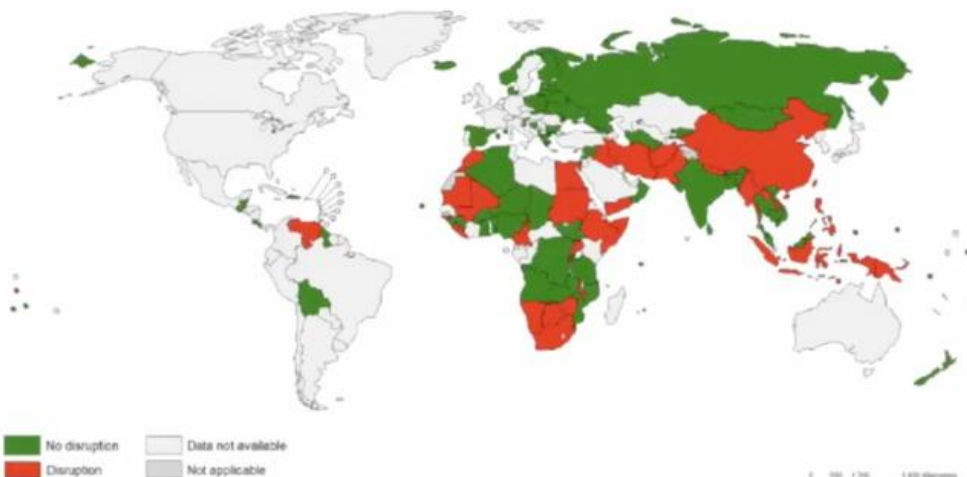 No disruption
Data not available
Disruption
Not applicable